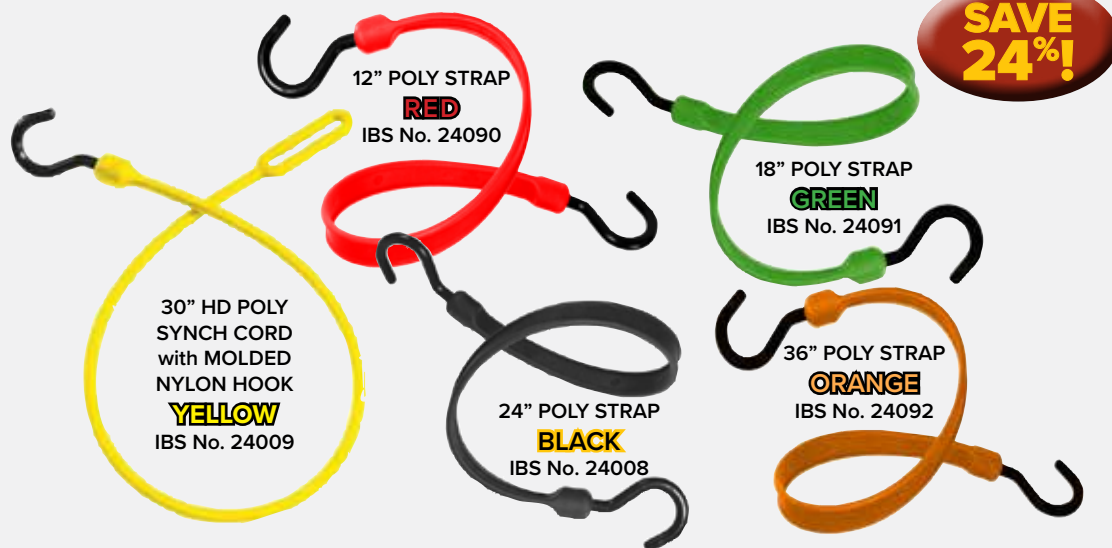 SAVE
24%!
12” POLY STRAP
RED
IBS No. 24090
18” POLY STRAP
GREEN
IBS No. 24091
30” HD POLY
SYNCH CORD
with MOLDED
NYLON HOOK
YELLOW
IBS No. 24009
24” POLY STRAP
BLACK
IBS No. 24008
36” POLY STRAP
ORANGE
IBS No. 24092